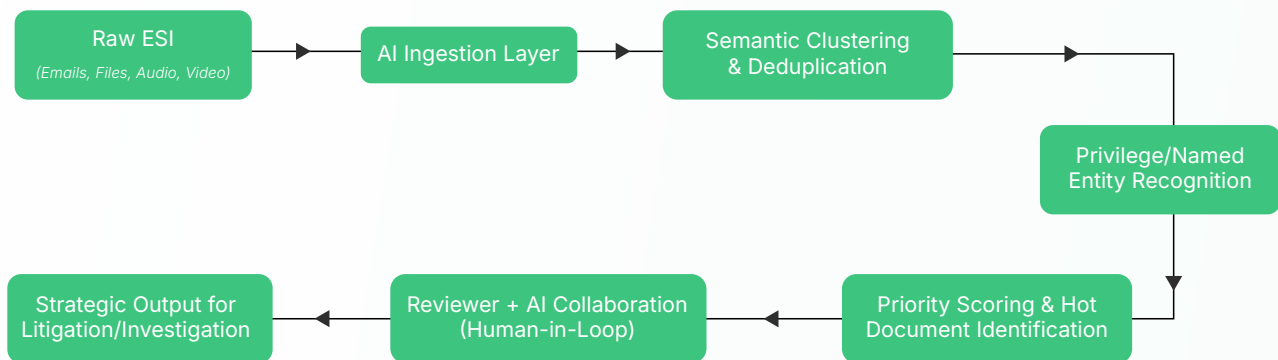 Raw ESI
(Emails, Files, Audio, Video)
AI Ingestion Layer
Semantic Clustering
& Deduplication
Privilege/Named
Entity Recognition
Priority Scoring & Hot
Document Identification
Reviewer + AI Collaboration
(Human-in-Loop)
Strategic Output for
Litigation/Investigation